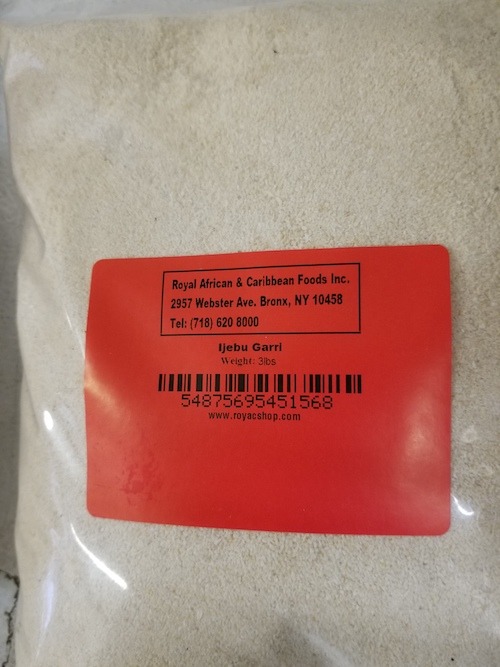 Royal African & Caribbean Foods Inc.
2957 Webster Ave. Bronx, NY 10458
Tel: (718) 620 8000
Ijebu Garri
Weight: 3lbs
54875695451568
www.royacshop.com